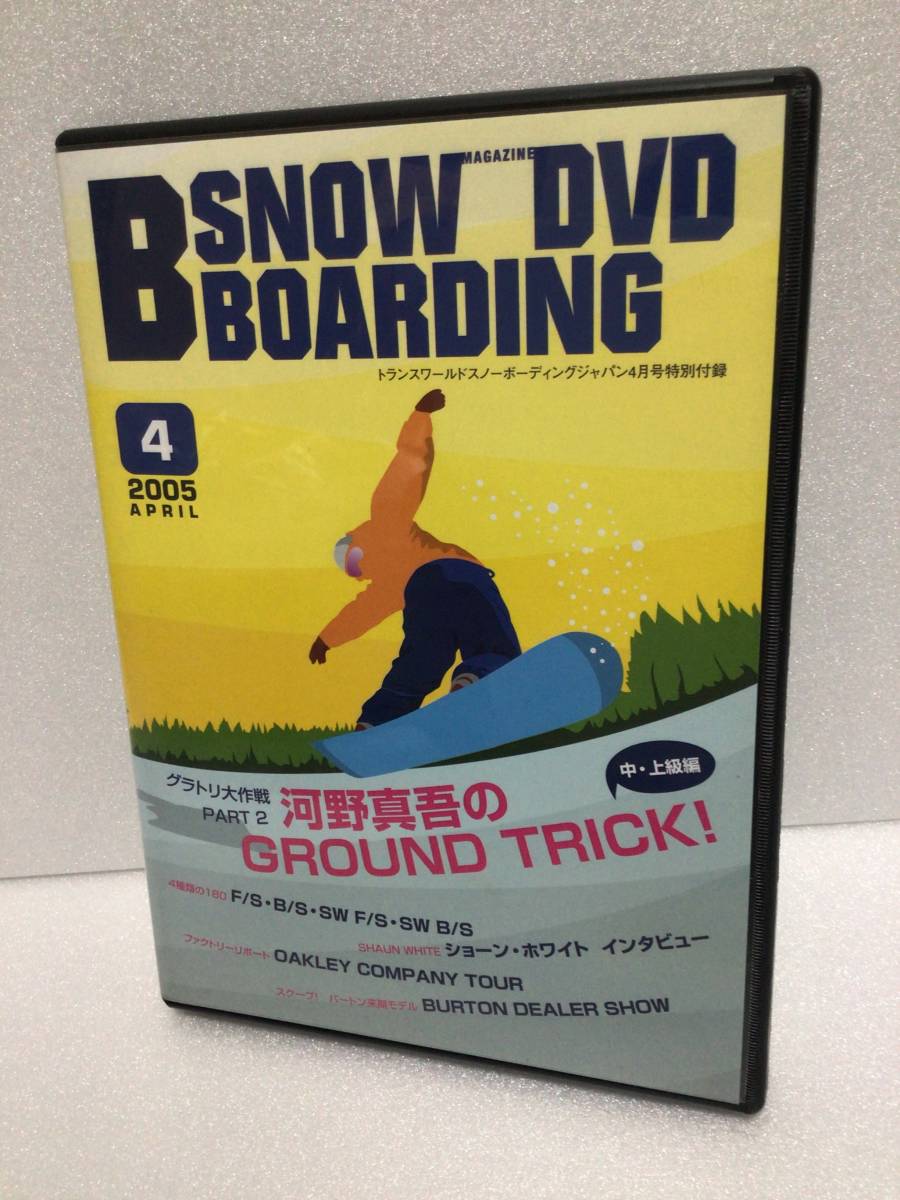 MAGAZINE
B SNOW DVD
BOARDING
トランスワールドスノーボーディングジャパン4月号特別付録
4
2005
APRIL
中・上級編
グラトリ大作戦
PART 2
河野真吾の
GROUND TRICK!
4種類の180 F/S・B/S・SW F/S・SW B/S
SHAUN WHITE ショーン・ホワイト インタビュー
ファクトリーリポート OAKLEY COMPANY TOUR
スクープ! バートン来期モデル BURTON DEALER SHOW